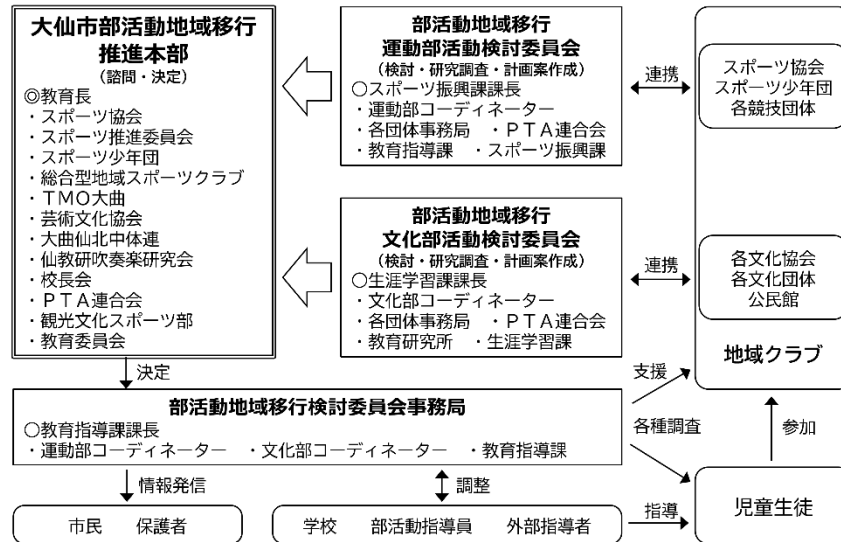 大仙市部活動地域移行
推進本部
(諮問・決定)
◎教育長
・スポーツ協会
・スポーツ推進委員会
・スポーツ少年団
・総合型地域スポーツクラブ
・ＴＭＯ大曲
・芸術文化協会
・大曲仙北中体連
・仙教研吹奏楽研究会
・校長会
・ＰＴＡ連合会
・観光文化スポーツ部
・教育委員会
部活動地域移行
運動部活動検討委員会
(検討・研究調査・計画案作成)
○スポーツ振興課課長
・運動部コーディネーター
・各団体事務局　・ＰＴＡ連合会
・教育指導課　・スポーツ振興課
連携
スポーツ協会
スポーツ少年団
各競技団体
部活動地域移行
文化部活動検討委員会
(検討・研究調査・計画案作成)
○生涯学習課課長
・文化部コーディネーター
・各団体事務局　・ＰＴＡ連合会
・教育研究所　・生涯学習課
連携
各文化協会
各文化団体
公民館
地域クラブ
決定
支援
部活動地域移行検討委員会事務局
○教育指導課課長
・運動部コーディネーター　・文化部コーディネーター　・教育指導課
各種調査
参加
情報発信
調整
市民　保護者
学校　部活動指導員　外部指導者
指導
児童生徒